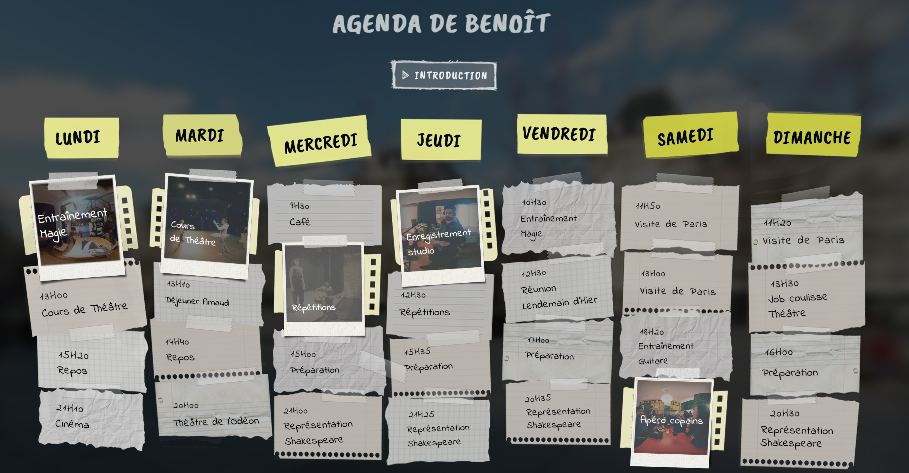 AGENDA DE BENOÎT
INTRODUCTION
LUNDI
Entraînement
Magie
13H00
Cours de Théâtre
15H20
Repos
21H10
Cinéma
MARDI
Cours
de Théâtre
13H10
Déjeuner Arnaud
14H40
Repos
20H00
Théâtre de l'odéon
MERCREDI
9H30
Café
Répétitions
15H00
Préparation
21H00
Représentation
Shakespeare
JEUDI
Enregistrement
studio
12H30
Répétitions
15H35
Préparation
21H25
Représentation
Shakespeare
VENDREDI
10H30
Entraînement
Magie
12H30
Réunion
Lendemain d'Hier
17H00
Préparation
20H35
Représentation
Shakespeare
SAMEDI
11H50
Visite de Paris
13H00
Visite de Paris
18H20
Entraînement
Guitare
Apéro copains
DIMANCHE
11H20
Visite de Paris
13H30
Job coulisse
Théâtre
16H00
Préparation
20H30
Représentation
Shakespeare